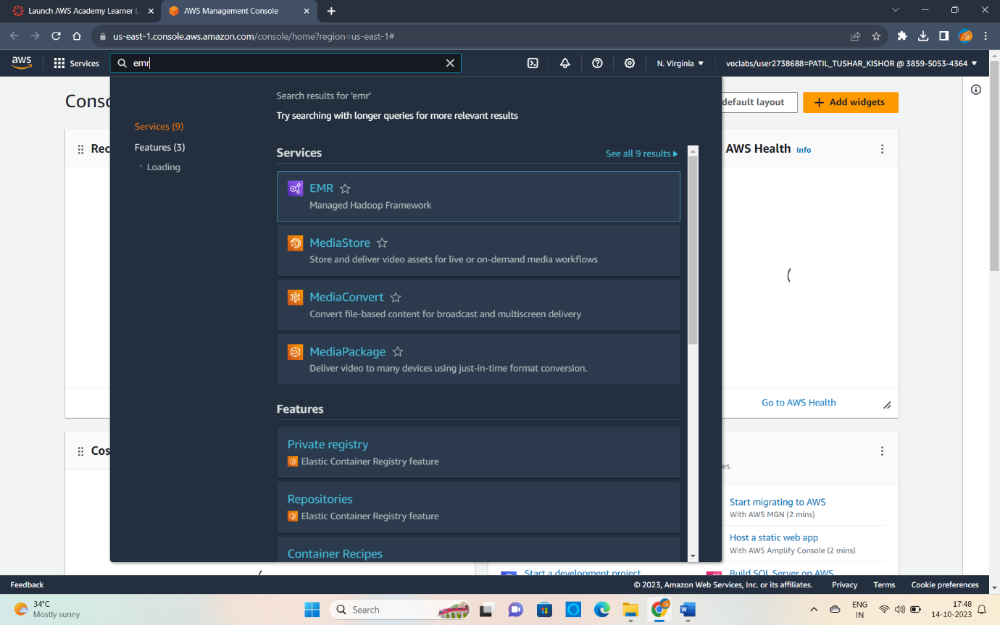 Launch AWS Academy Learner L
AWS Management Console
us-east-1.console.aws.amazon.com/console/home?region=us-east-1#
aws
Services
emr
N. Virginia
voclabs/user2738688=PATIL_TUSHAR_KISHOR @ 3859-5053-4364
Conso
default layout
Add widgets
Search results for 'emr'
Try searching with longer queries for more relevant results
Services (9)
Features (3)
Loading
Services
See all 9 results
EMR
Managed Hadoop Framework
MediaStore
Store and deliver video assets for live or on-demand media workflows
MediaConvert
Convert file-based content for broadcast and multiscreen delivery
MediaPackage
Deliver video to many devices using just-in-time format conversion.
Features
Private registry
Elastic Container Registry feature
Repositories
Elastic Container Registry feature
Container Recipes
Rec
AWS Health Info
Go to AWS Health
Cos
ws.
Start migrating to AWS
With AWS MGN (2 mins)
Host a static web app
With AWS Amplify Console (2 mins)
Start a development project
Build SQL Server on AWS
Feedback
© 2023, Amazon Web Services, Inc. or its affiliates.
Privacy
Terms
Cookie preferences
34°C
Mostly sunny
Search
ENG
IN
17:48
14-10-2023